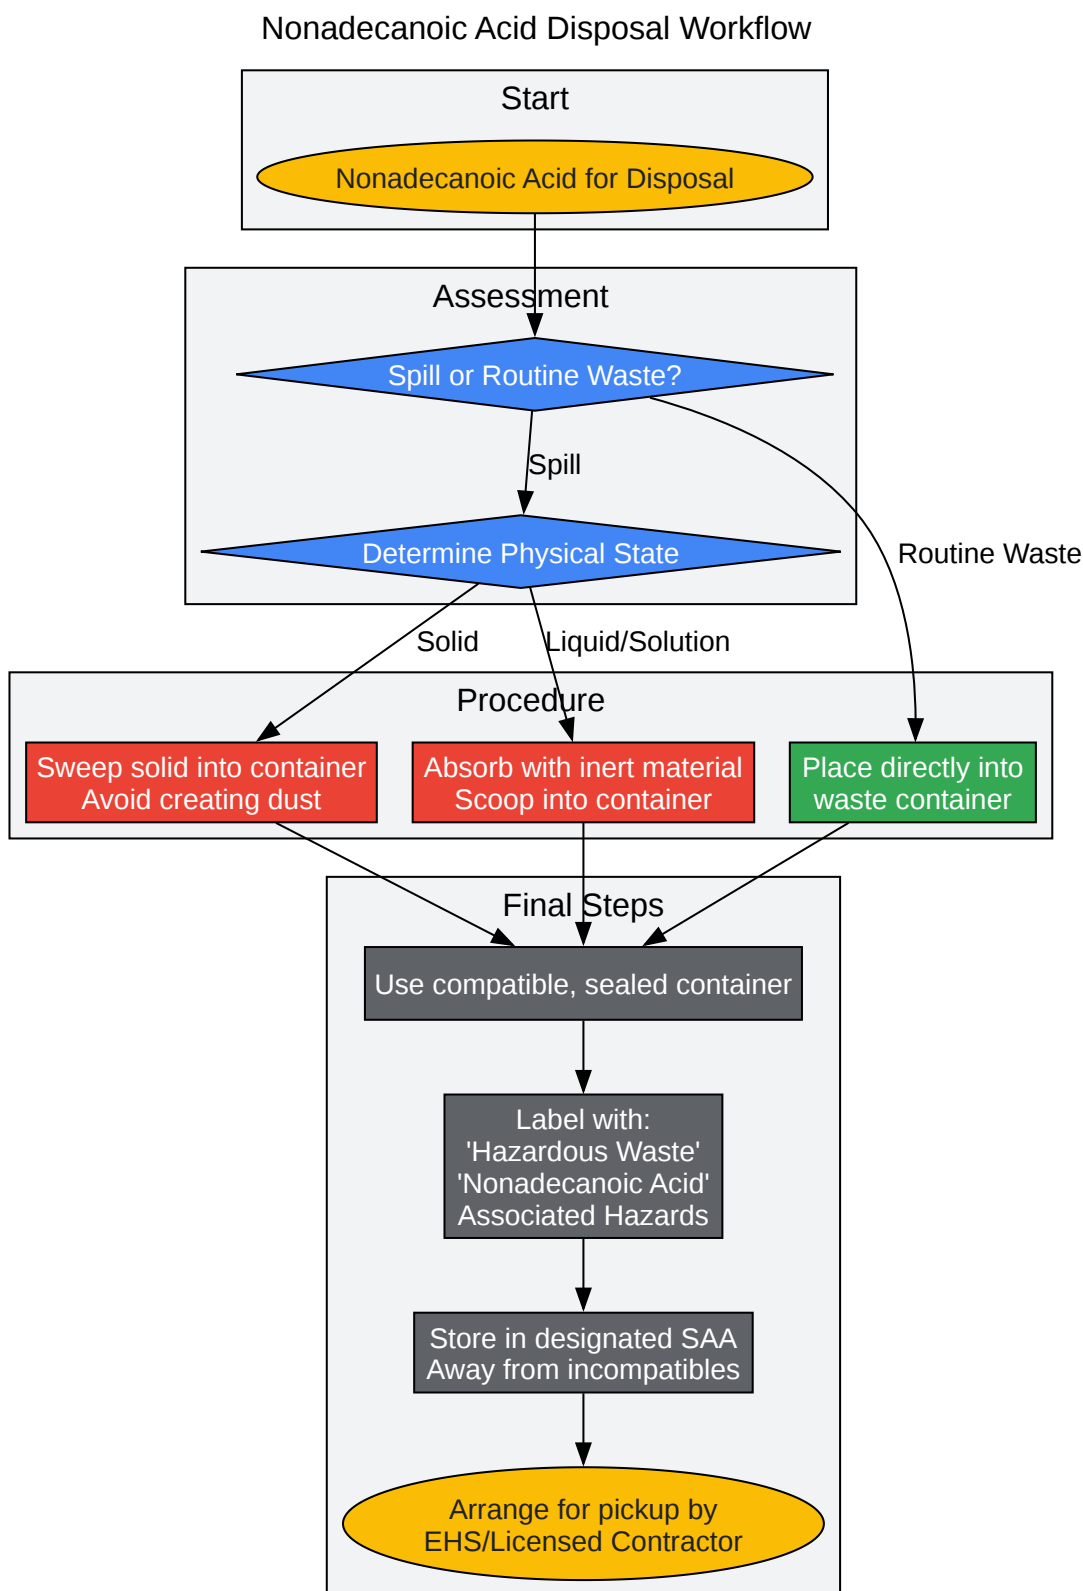 Nonadecanoic Acid Disposal Workflow
Start
Nonadecanoic Acid for Disposal
Assessment
Spill or Routine Waste?
Spill
Determine Physical State
Routine Waste
Solid
Liquid/Solution
Procedure
Sweep solid into container
Avoid creating dust
Absorb with inert material
Scoop into container
Place directly into
waste container
Final Steps
Use compatible, sealed container
Label with:
'Hazardous Waste'
'Nonadecanoic Acid'
Associated Hazards
Store in designated SAA
Away from incompatibles
Arrange for pickup by
EHS/Licensed Contractor